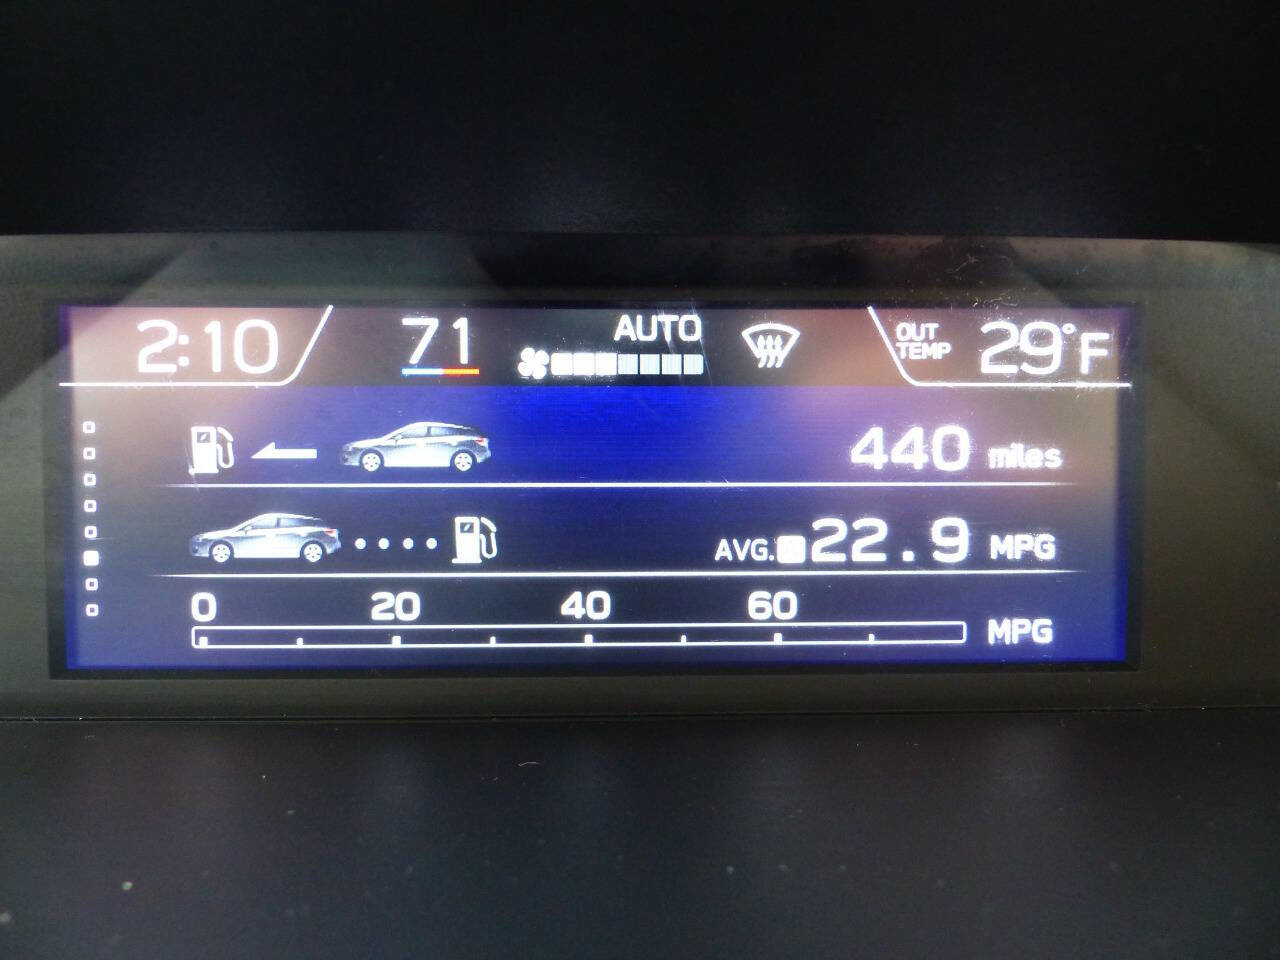 2:10 71 AUTO OUT TEMP 29°F
440 miles
AVG. 22.9 MPG
0 20 40 60
MPG